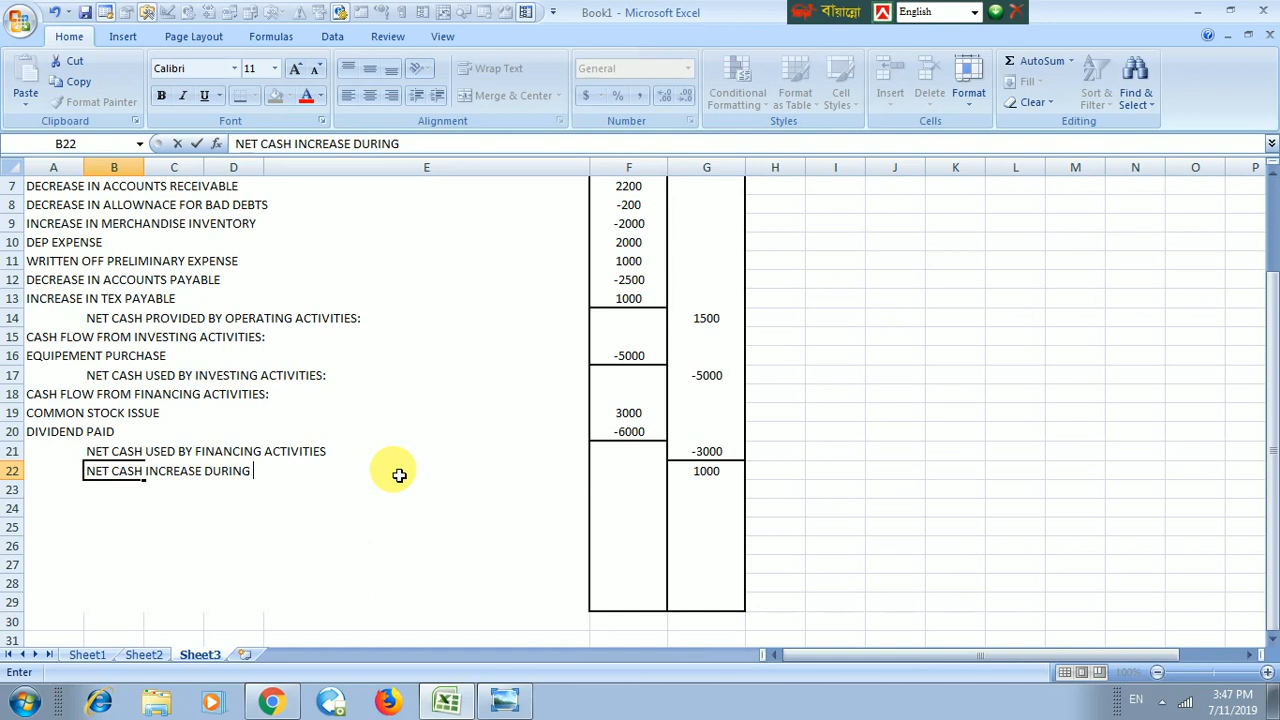 Book1 - Microsoft Excel
বায়ান্নো
English
Home Insert Page Layout Formulas Data Review View
Paste
Cut
Copy
Format Painter
Clipboard
Calibri 11
B I U
Font
Wrap Text
Merge & Center
Alignment
General
$ % ,
Number
Conditional Formatting
Format as Table
Cell Styles
Styles
Insert Delete Format
Cells
AutoSum
Fill
Clear
Sort & Filter
Find & Select
Editing
B22 NET CASH INCREASE DURING
A B C D E F G H I J K L M N O P
7 DECREASE IN ACCOUNTS RECEIVABLE 2200
8 DECREASE IN ALLOWNACE FOR BAD DEBTS -200
9 INCREASE IN MERCHANDISE INVENTORY -2000
10 DEP EXPENSE 2000
11 WRITTEN OFF PRELIMINARY EXPENSE 1000
12 DECREASE IN ACCOUNTS PAYABLE -2500
13 INCREASE IN TEX PAYABLE 1000
14 NET CASH PROVIDED BY OPERATING ACTIVITIES: 1500
15 CASH FLOW FROM INVESTING ACTIVITIES:
16 EQUIPEMENT PURCHASE -5000
17 NET CASH USED BY INVESTING ACTIVITIES: -5000
18 CASH FLOW FROM FINANCING ACTIVITIES:
19 COMMON STOCK ISSUE 3000
20 DIVIDEND PAID -6000
21 NET CASH USED BY FINANCING ACTIVITIES -3000
22 NET CASH INCREASE DURING 1000
23
24
25
26
27
28
29
30
31
Sheet1 Sheet2 Sheet3
Enter 100%
EN 3:47 PM
7/11/2019